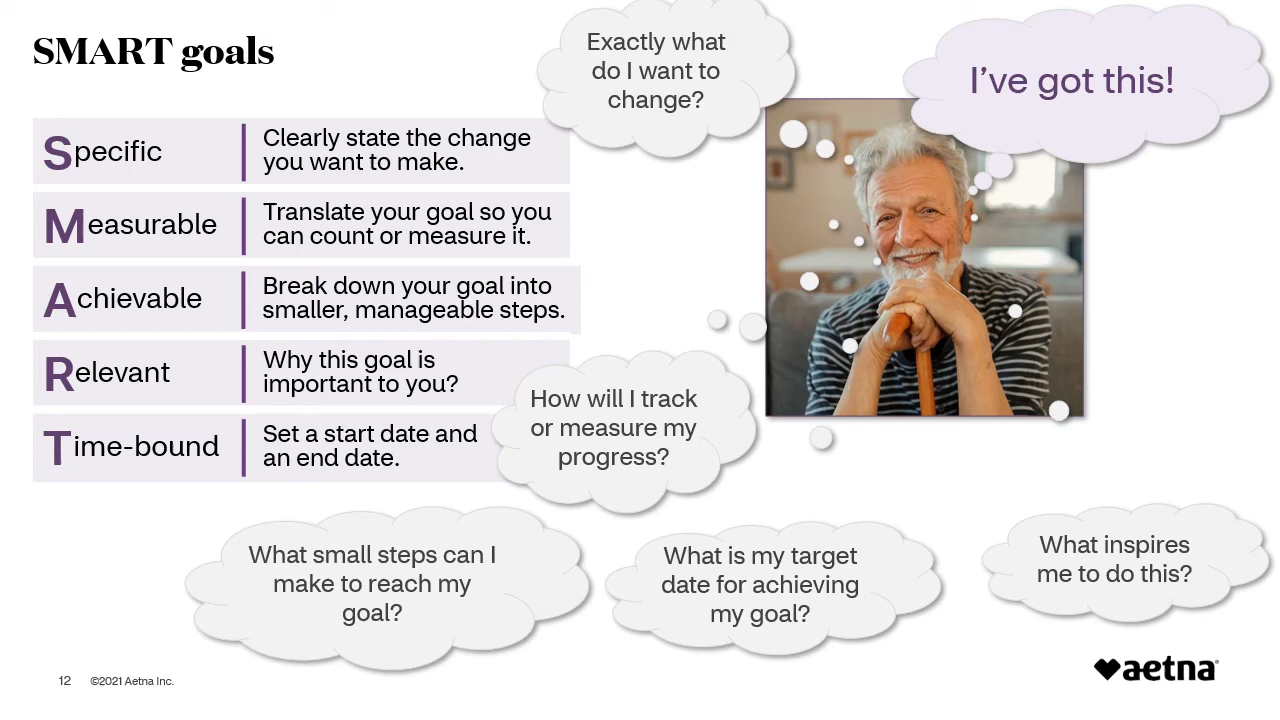 SMART goals
Specific
Clearly state the change
you want to make.
Measurable
Translate your goal so you
can count or measure it.
Achievable
Break down your goal into
smaller, manageable steps.
Relevant
Why this goal is
important to you?
Time-bound
Set a start date and
an end date.
Exactly what
do I want to
change?
I've got this!
How will I track
or measure my
progress?
What small steps can I
make to reach my
goal?
What is my target
date for achieving
my goal?
What inspires
me to do this?
12 ©2021 Aetna Inc.
aetna®